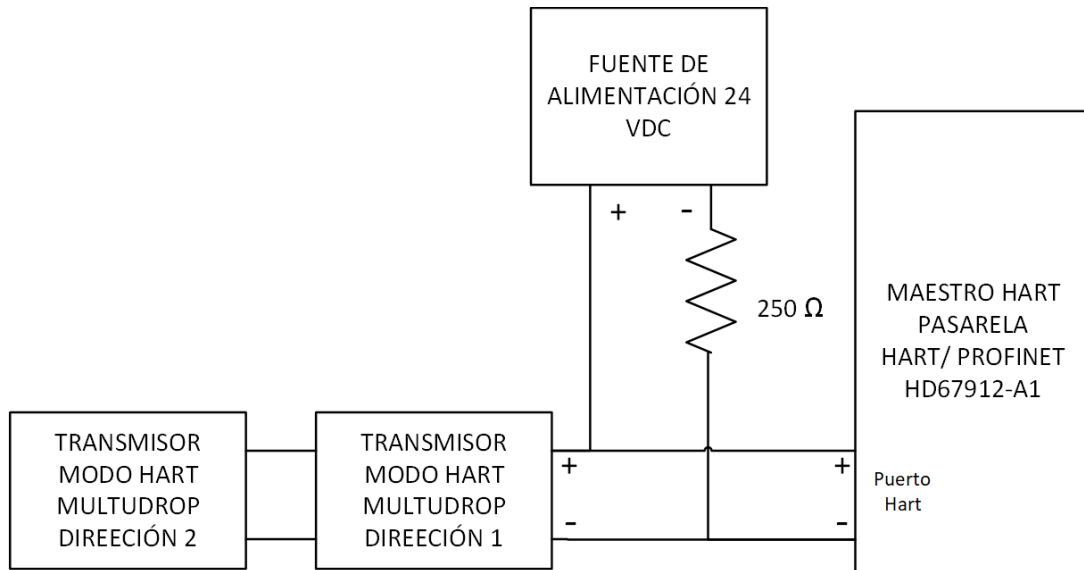 FUENTE DE
ALIMENTACIÓN 24
VDC
+
-
250 Ω
MAESTRO HART
PASARELA
HART/ PROFINET
HD67912-A1
TRANSMISOR
MODO HART
MULTUDROP
DIREECIÓN 2
TRANSMISOR
MODO HART
MULTUDROP
DIREECIÓN 1
+
-
+
-
Puerto
Hart